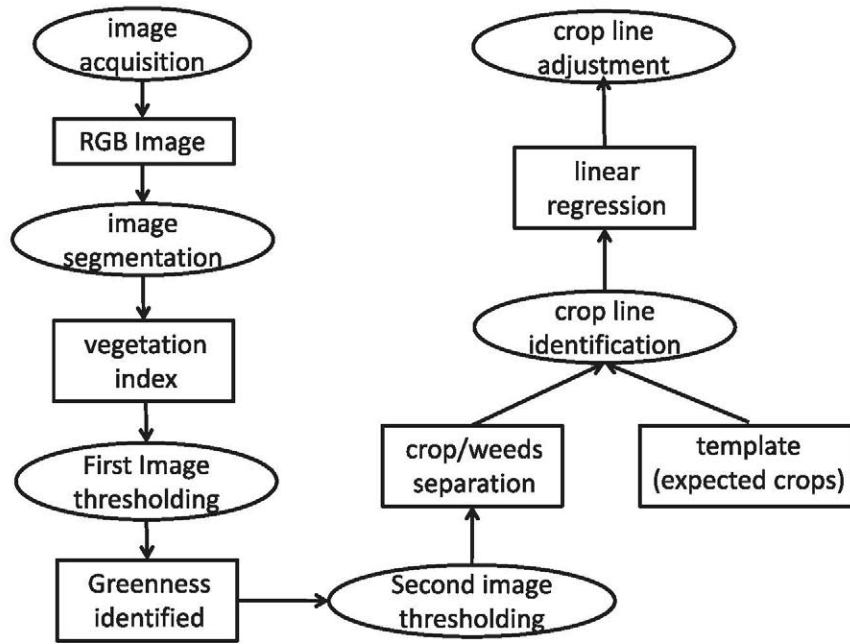 image
acquisition
RGB Image
image
segmentation
vegetation
index
First Image
thresholding
Greenness
identified
Second image
thresholding
crop/weeds
separation
template
(expected crops)
crop line
identification
linear
regression
crop line
adjustment